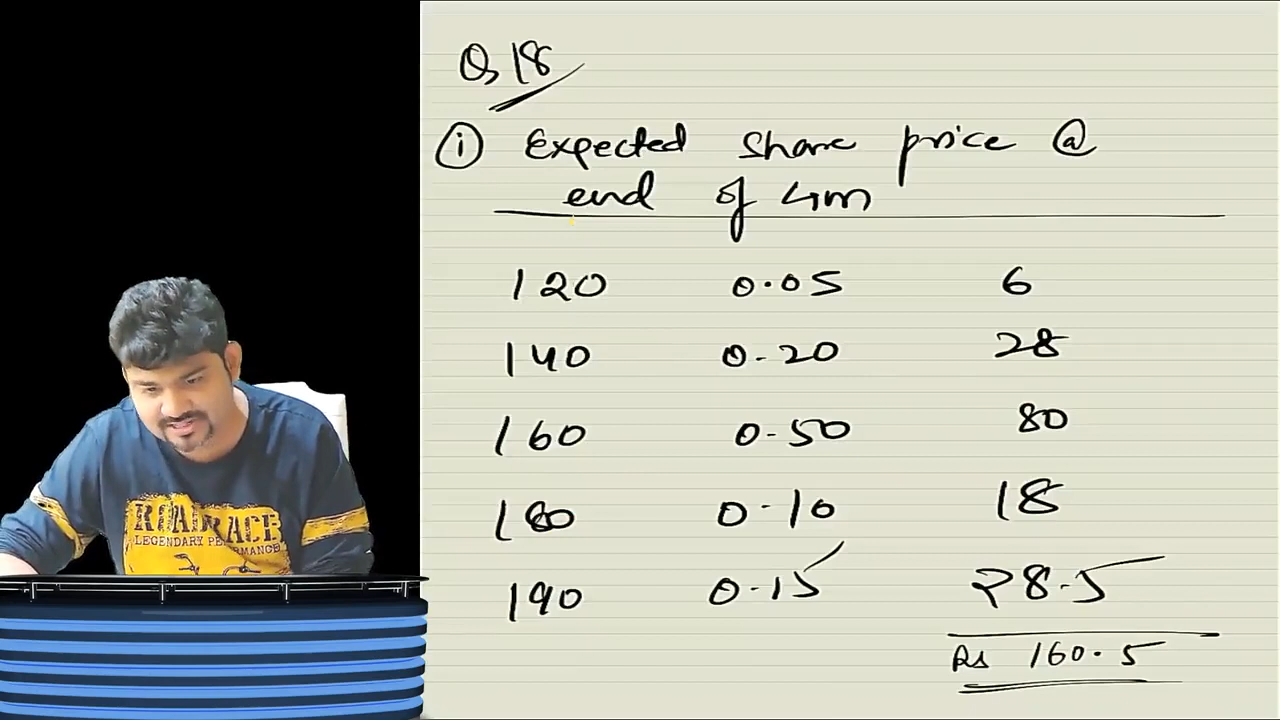 Q 18
i Expected share price @
end of 4m
120 0.05 6
140 0.20 28
160 0.50 80
180 0.10 18
190 0.15 28.5
Rs 160.5
ROADRACE
LEGENDARY PERFORMANCE